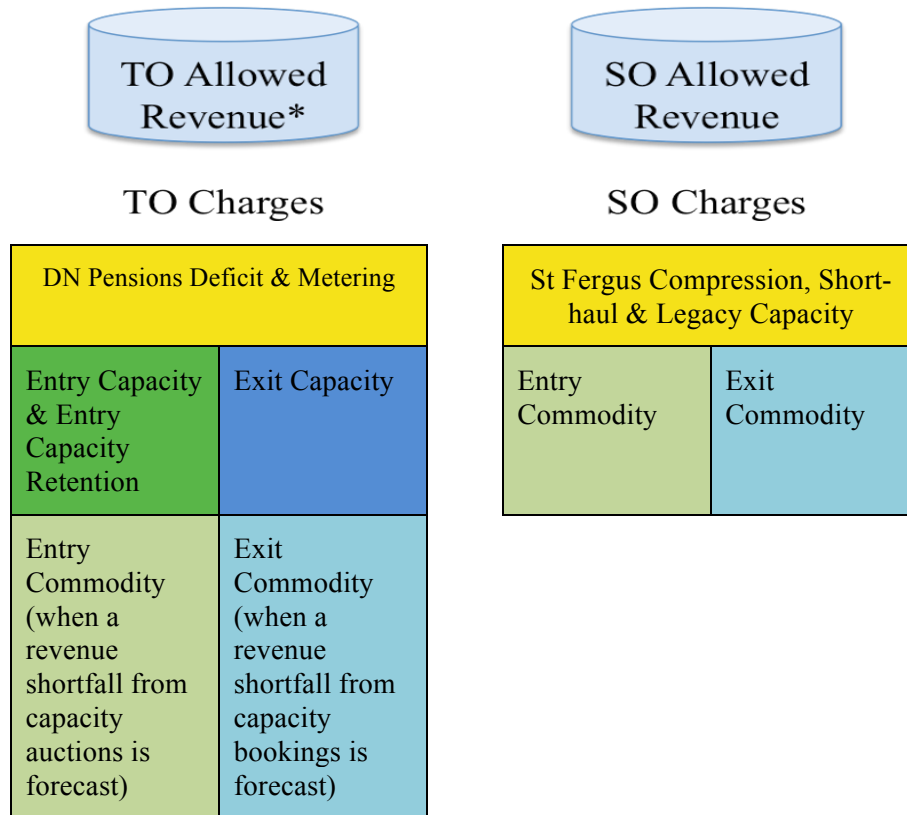 TO Allowed
Revenue*
SO Allowed
Revenue
TO Charges
SO Charges
DN Pensions Deficit & Metering
Entry Capacity
& Entry
Capacity
Retention
Exit Capacity
Entry
Commodity
(when a
revenue
shortfall from
capacity
auctions is
forecast)
Exit
Commodity
(when a
revenue
shortfall from
capacity
bookings is
forecast)
St Fergus Compression, Short-
haul & Legacy Capacity
Entry
Commodity
Exit
Commodity